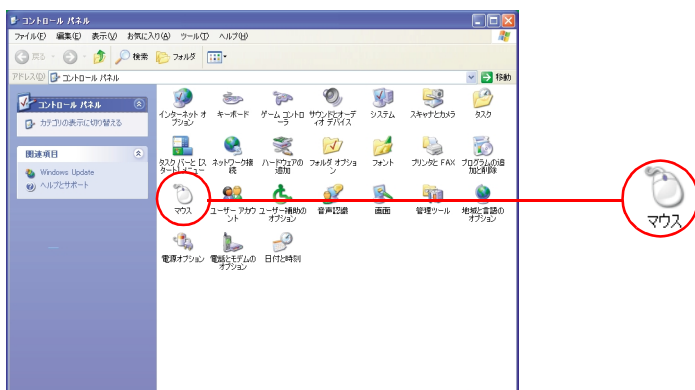 コントロール パネル
ファイル(F) 編集(E) 表示(V) お気に入り(A) ツール(T) ヘルプ(H)
戻る 検索 フォルダ
アドレス(D) コントロール パネル 移動
コントロール パネル
カテゴリの表示に切り替える
関連項目
Windows Update
ヘルプとサポート
インターネット オ
プション
キーボード
ゲーム コントロ
ーラ
サウンドとオーデ
ィオ デバイス
システム
スキャナとカメラ
タスク
タスク バーと [ス
タート] メニュー
ネットワーク接
続
ハードウェアの
追加
フォルダ オプショ
ン
フォント
プリンタと FAX
プログラムの追
加と削除
マウス
ユーザー アカウ
ント
ユーザー補助の
オプション
音声認識
画面
管理ツール
地域と言語の
オプション
電源オプション
電話とモデムの
オプション
日付と時刻
マウス